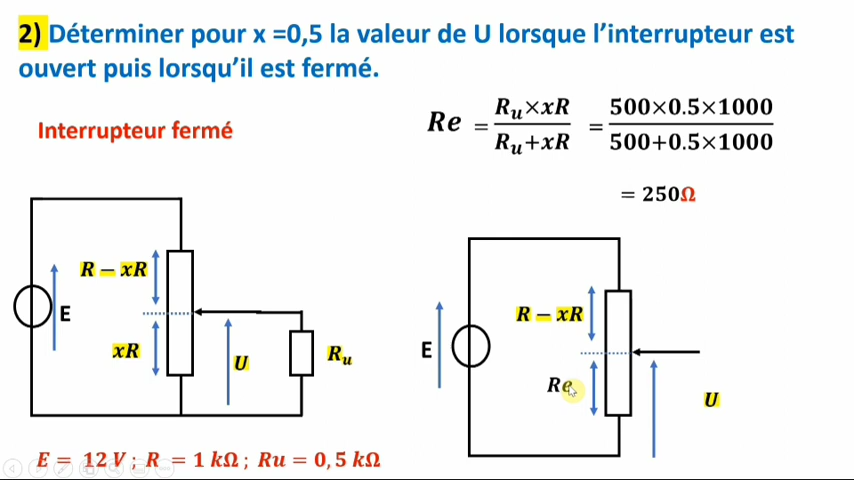 2) Déterminer pour x =0,5 la valeur de U lorsque l’interrupteur est
ouvert puis lorsqu’il est fermé.
Interrupteur fermé
Re = Ru×xR / Ru+xR = 500×0.5×1000 / 500+0.5×1000
= 250Ω
R − xR
E
xR
U
Ru
R − xR
E
Re
U
E = 12 V ; R = 1 kΩ ; Ru = 0,5 kΩ